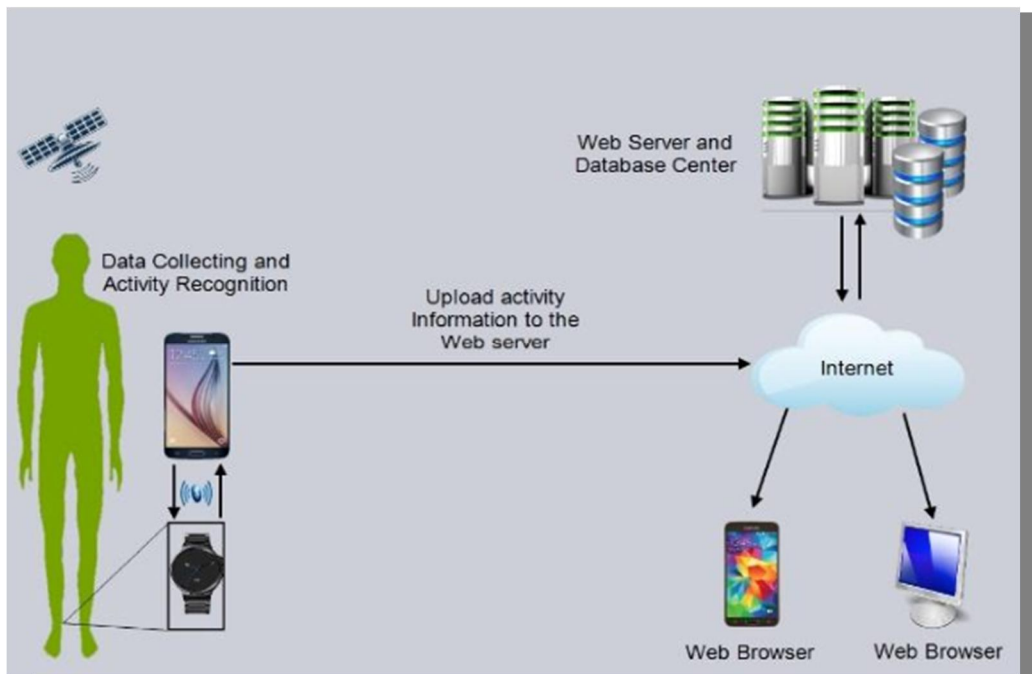 Web Server and
Database Center
Data Collecting and
Activity Recognition
Upload activity
Information to the
Web server
Internet
Web Browser
Web Browser